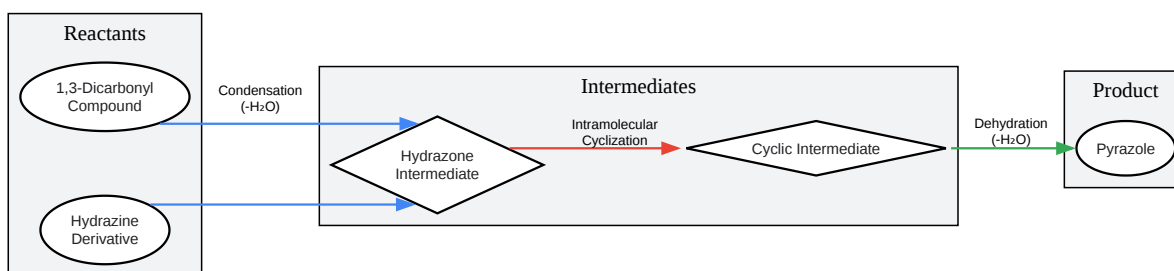 Reactants
1,3-Dicarbonyl
Compound
Hydrazine
Derivative
Condensation
(-H₂O)
Intermediates
Hydrazone
Intermediate
Intramolecular
Cyclization
Cyclic Intermediate
Dehydration
(-H₂O)
Product
Pyrazole